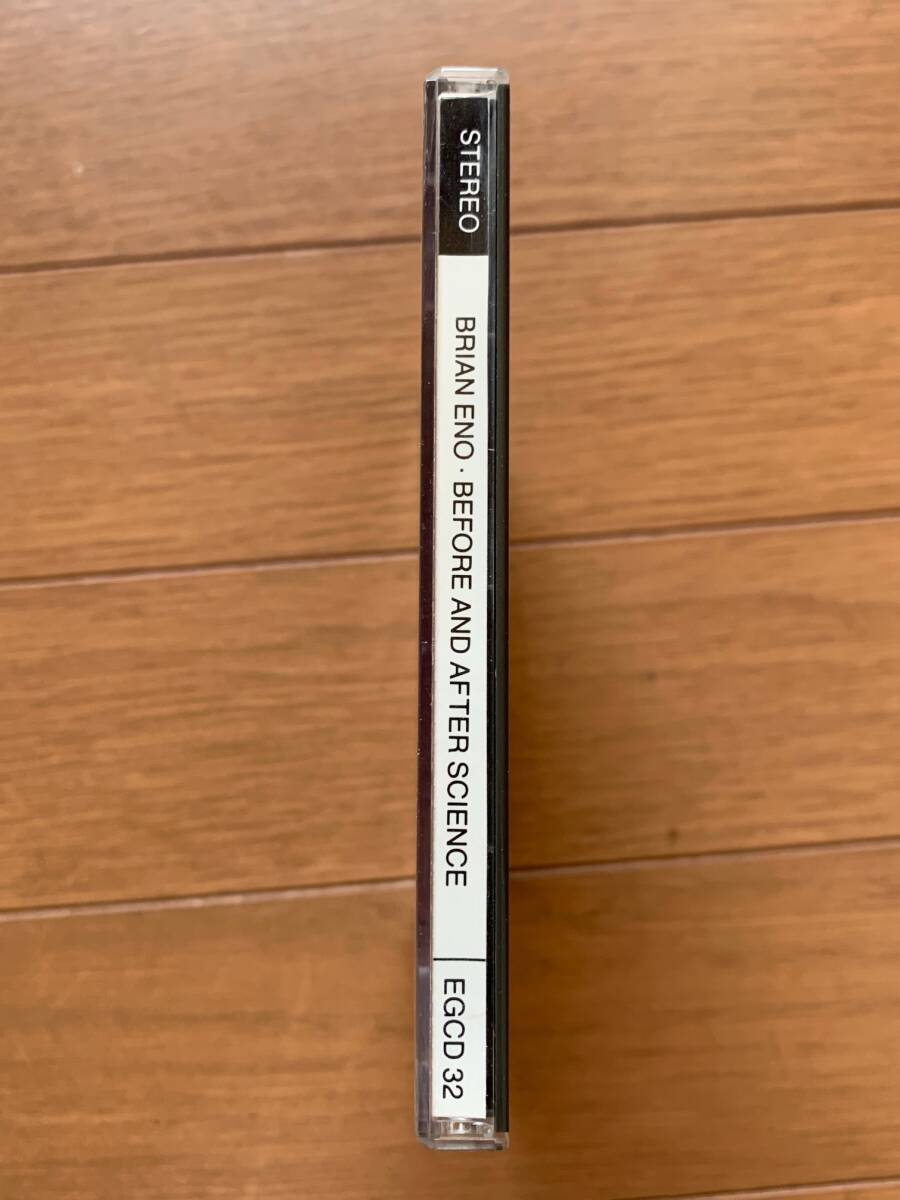 STEREO
BRIAN ENO · BEFORE AND AFTER SCIENCE
EGCD 32